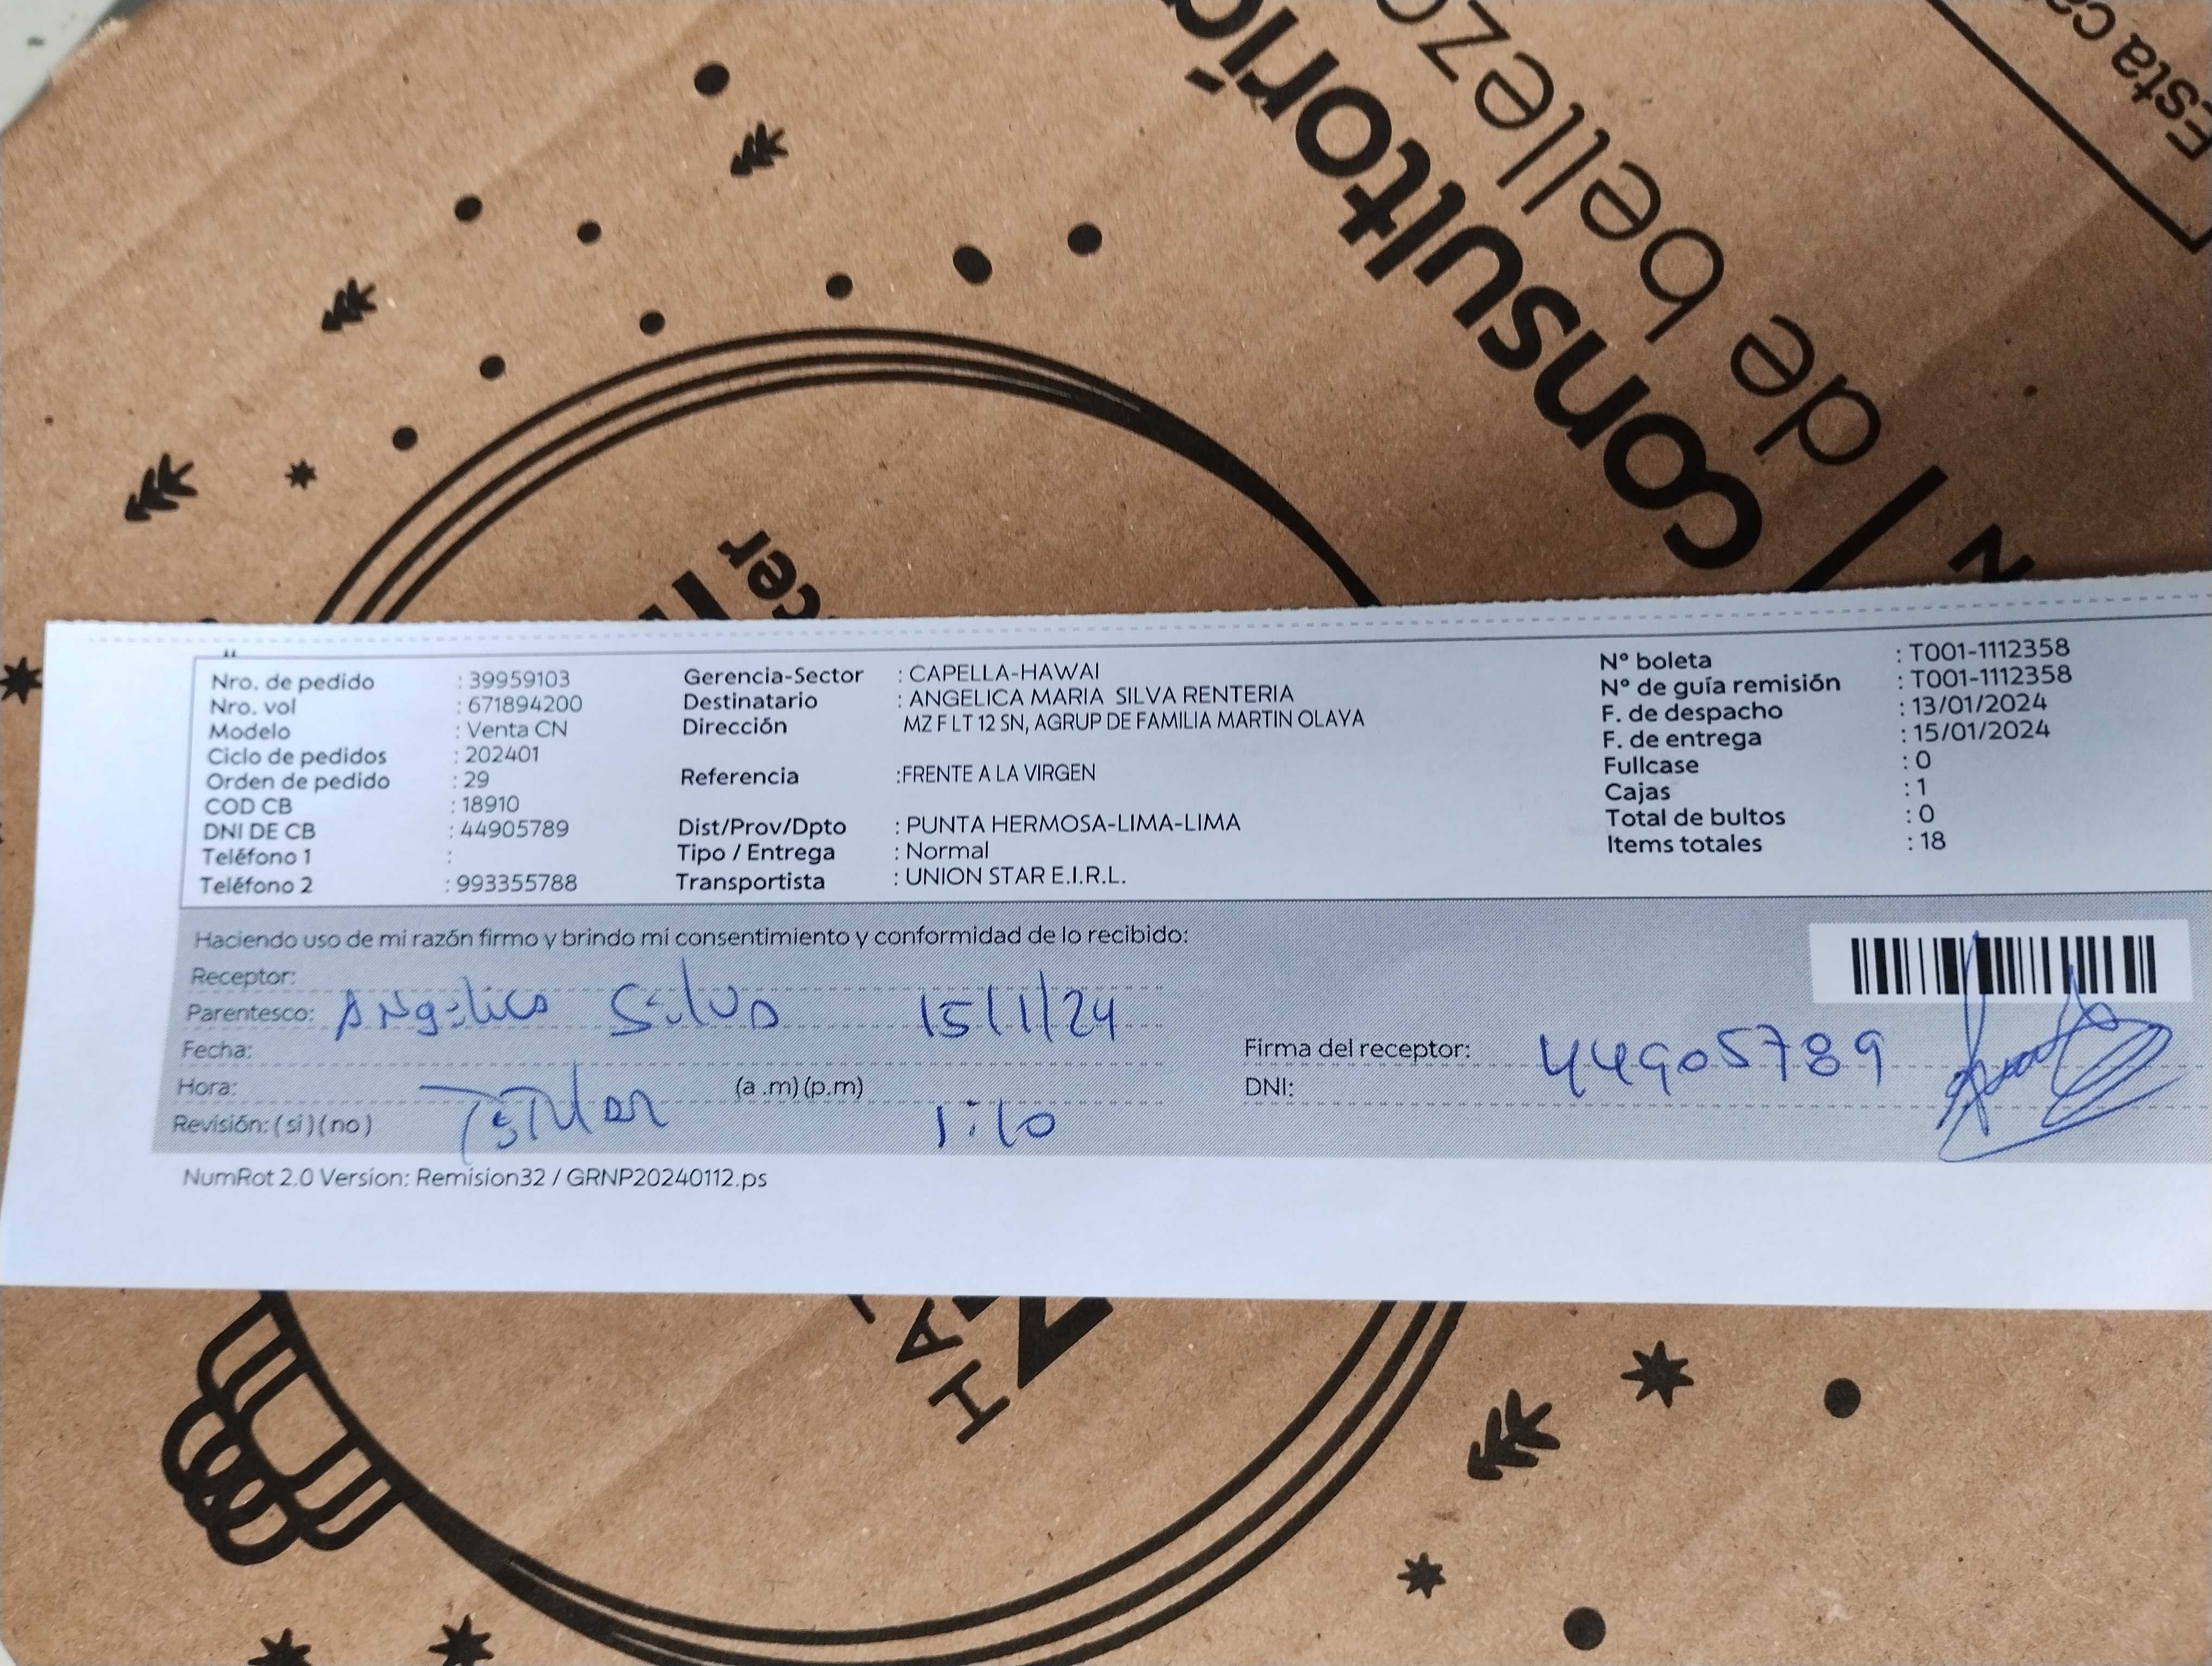 Esta ca
Consultoría
de belleza
N
cer
Nro. de pedido : 39959103 Gerencia-Sector : CAPELLA-HAWAI N° boleta : T001-1112358
Nro. vol : 671894200 Destinatario : ANGELICA MARIA SILVA RENTERIA N° de guía remisión : T001-1112358
Modelo : Venta CN Dirección MZ F LT 12 SN, AGRUP DE FAMILIA MARTIN OLAYA F. de despacho : 13/01/2024
Ciclo de pedidos : 202401 F. de entrega : 15/01/2024
Orden de pedido : 29 Referencia :FRENTE A LA VIRGEN Fullcase : 0
COD CB : 18910 Cajas : 1
DNI DE CB : 44905789 Dist/Prov/Dpto : PUNTA HERMOSA-LIMA-LIMA Total de bultos : 0
Teléfono 1 : Tipo / Entrega : Normal Items totales : 18
Teléfono 2 : 993355788 Transportista : UNION STAR E.I.R.L.
Haciendo uso de mi razón firmo y brindo mi consentimiento y conformidad de lo recibido:
Receptor:
Parentesco: Angelica Silva 15/1/24
Fecha: Firma del receptor: 44905789
Hora: (a .m) (p.m) DNI:
Revisión: ( si ) ( no ) Titular 1:10
NumRot 2.0 Version: Remision32 / GRNP20240112.ps
HA